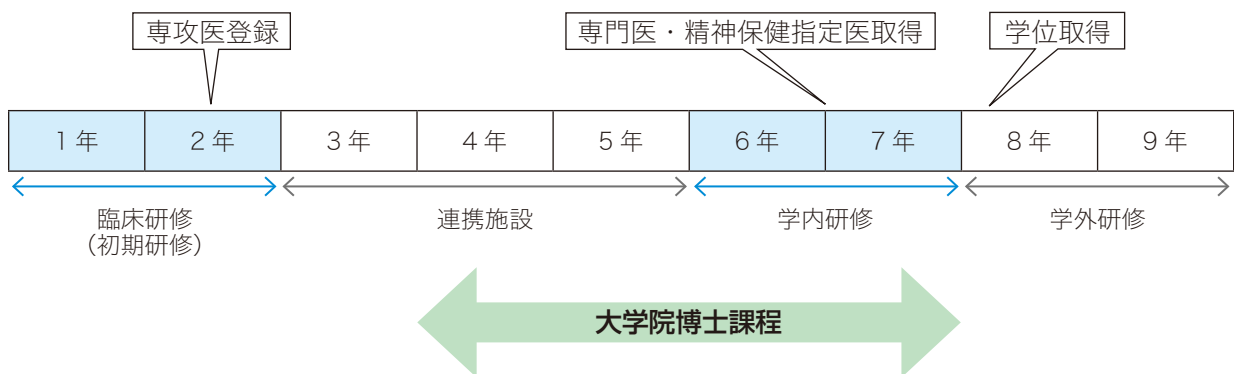 専攻医登録
専門医・精神保健指定医取得
学位取得
1年 2年 3年 4年 5年 6年 7年 8年 9年
臨床研修
（初期研修）
連携施設
学内研修
学外研修
大学院博士課程